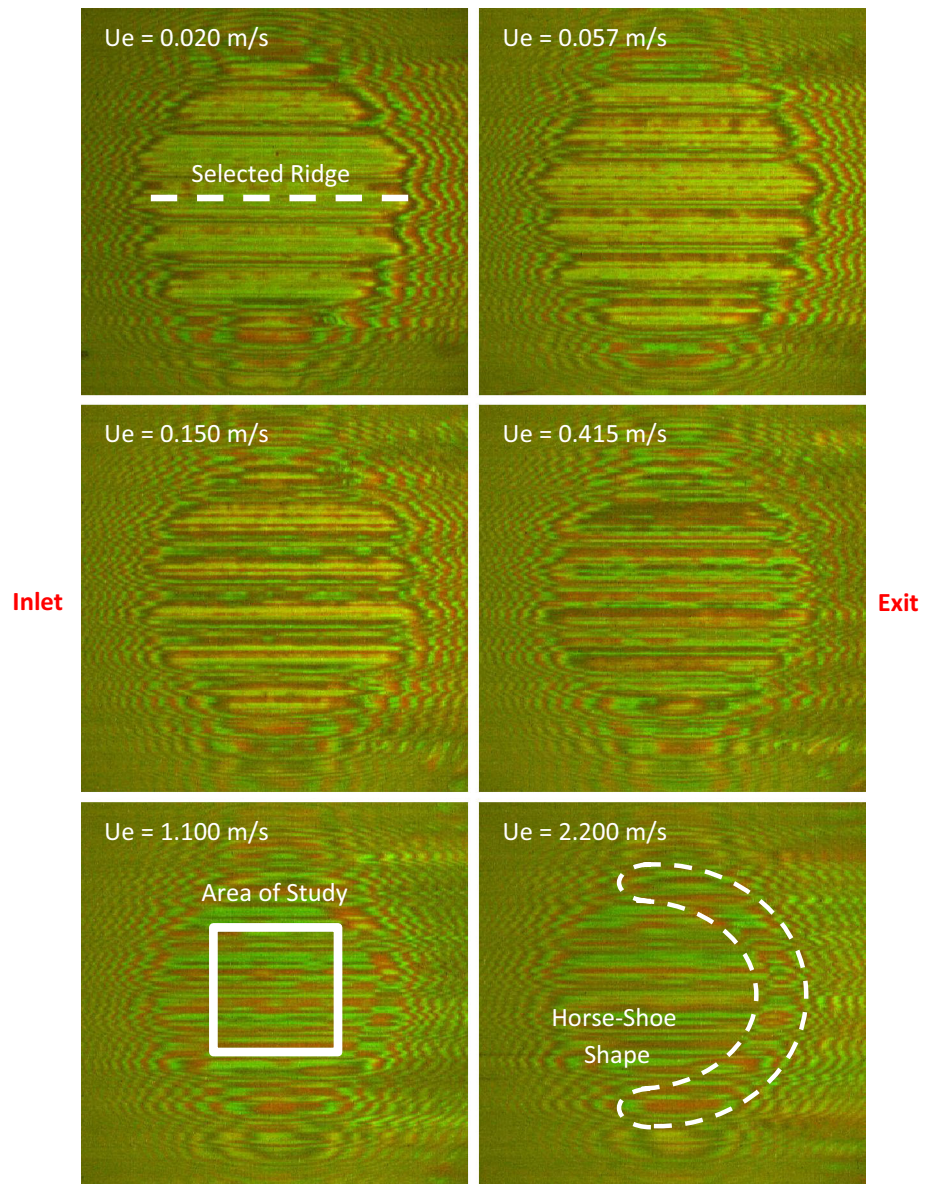 Ue = 0.020 m/s
Ue = 0.057 m/s
Selected Ridge
Ue = 0.150 m/s
Ue = 0.415 m/s
Inlet
Exit
Ue = 1.100 m/s
Ue = 2.200 m/s
Area of Study
Horse-Shoe
Shape